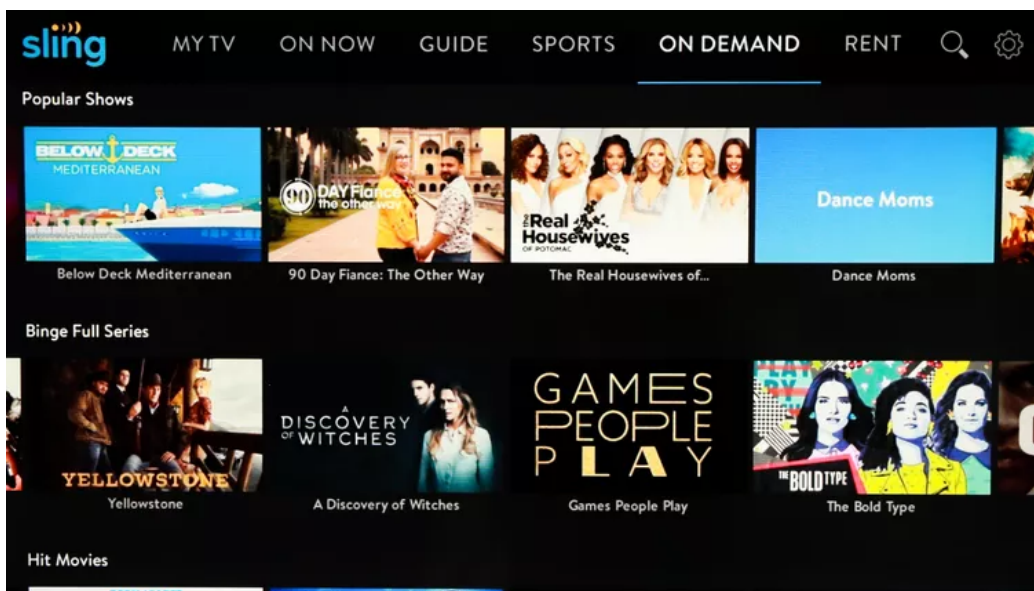 sling
MY TV
ON NOW
GUIDE
SPORTS
ON DEMAND
RENT
Popular Shows
BELOW DECK
MEDITERRANEAN
90 DAY Fiance
the other way
THE Real
Housewives
OF POTOMAC
Dance Moms
Below Deck Mediterranean
90 Day Fiance: The Other Way
The Real Housewives of...
Dance Moms
Binge Full Series
YELLOWSTONE
A
DISCOVERY
OF WITCHES
GAMES
PEOPLE
PLAY
THE BOLD TYPE
Yellowstone
A Discovery of Witches
Games People Play
The Bold Type
Hit Movies